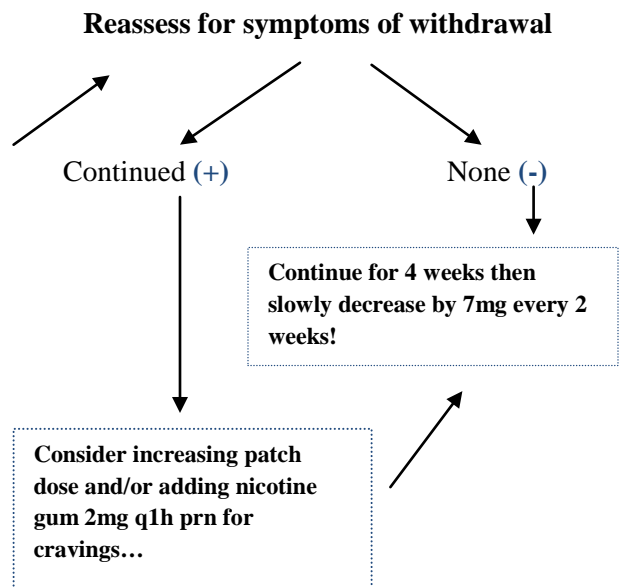 Reassess for symptoms of withdrawal
Continued (+)
None (-)
Continue for 4 weeks then
slowly decrease by 7mg every 2
weeks!
Consider increasing patch
dose and/or adding nicotine
gum 2mg q1h prn for
cravings…